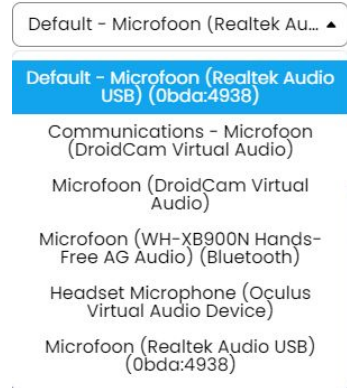 Default - Microfoon (Realtek Au...
Default - Microfoon (Realtek Audio
USB) (0bda:4938)
Communications - Microfoon
(DroidCam Virtual Audio)
Microfoon (DroidCam Virtual
Audio)
Microfoon (WH-XB900N Hands-
Free AG Audio) (Bluetooth)
Headset Microphone (Oculus
Virtual Audio Device)
Microfoon (Realtek Audio USB)
(0bda:4938)